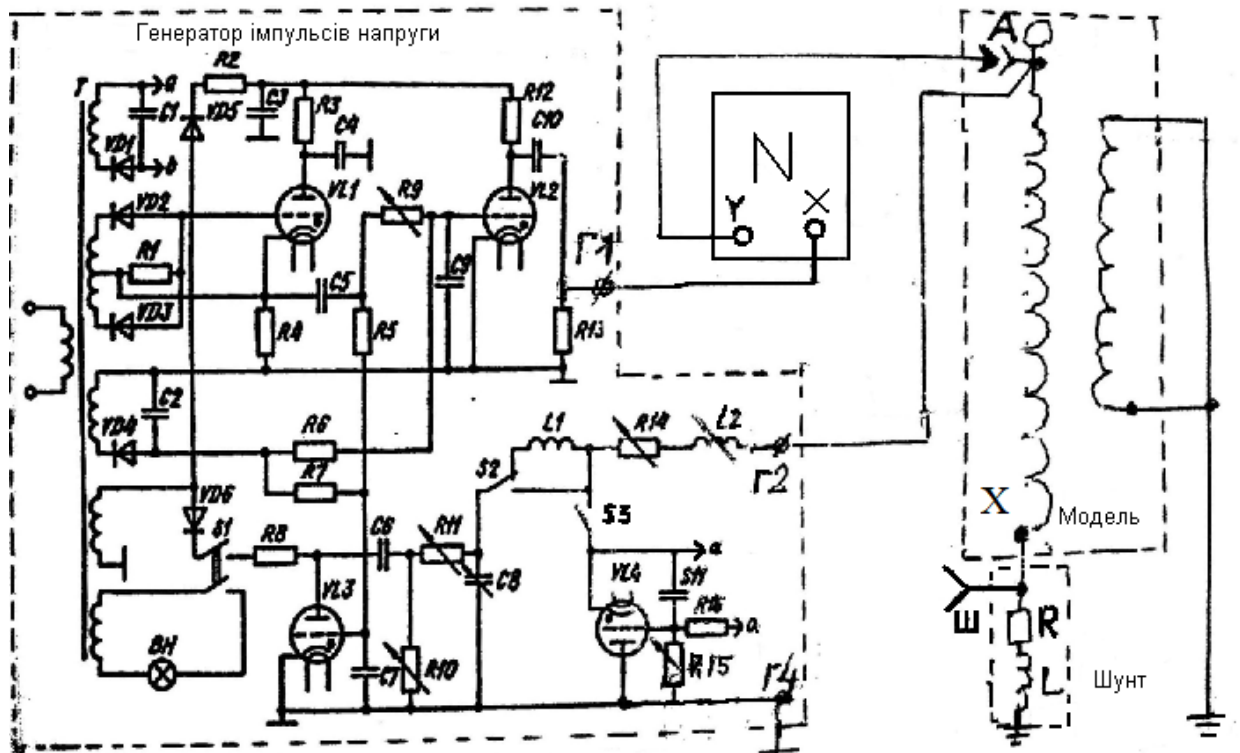 Генератор імпульсів напруги
T
a
C1
VD5
R2
C3
R3
C4
R12
C10
VD1
в
VD2
VL1
R9
VL2
R1
C5
C9
Г1
VD3
R4
R5
R13
C2
VD4
R6
R7
S2
L1
R14
L2
Г2
S3
VD6
S1
R8
C6
R11
C8
a
VL4
S11
R16
a
VL3
R15
BH
C7
R10
Г4
N
Y
X
A
X
Модель
Ш
R
L
Шунт